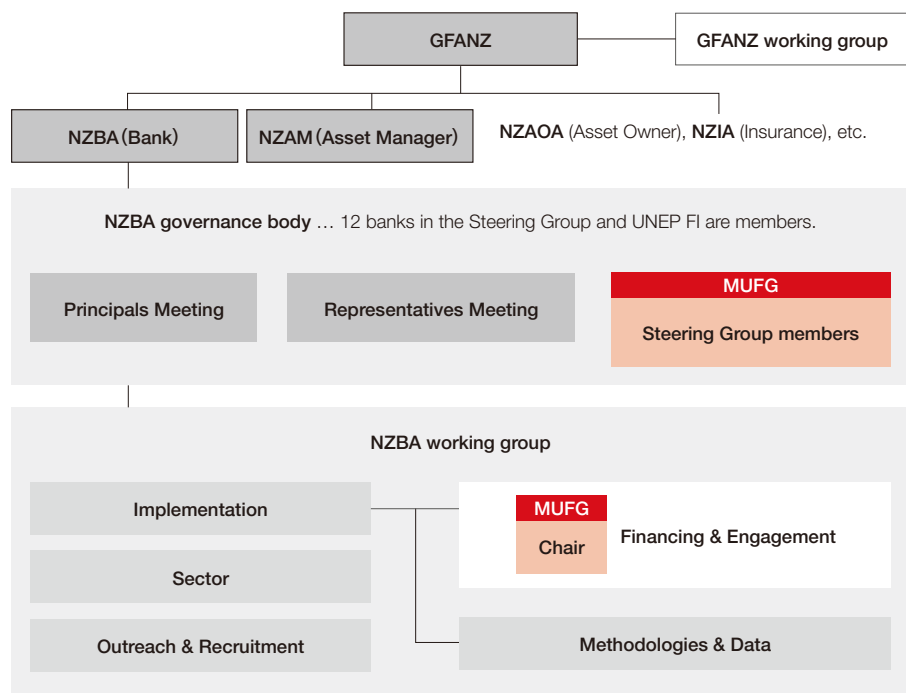 GFANZ
GFANZ working group
NZBA (Bank)
NZAM (Asset Manager)
NZAOA (Asset Owner), NZIA (Insurance), etc.
NZBA governance body … 12 banks in the Steering Group and UNEP FI are members.
Principals Meeting
Representatives Meeting
MUFG
Steering Group members
NZBA working group
Implementation
MUFG
Chair
Financing & Engagement
Sector
Outreach & Recruitment
Methodologies & Data